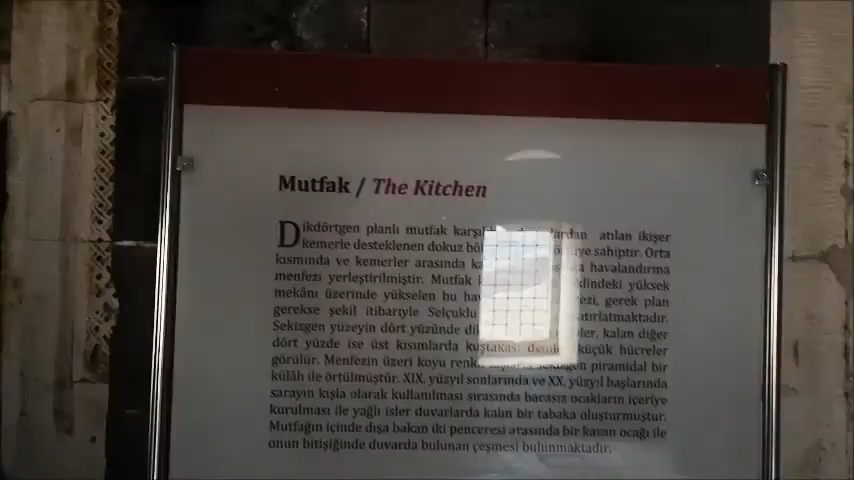 Mutfak / The Kitchen
Dikdörtgen planlı mutfak atılan ikişer
kemerle desteklenen dokuz sahiptir. Orta
kısmında ve kemerler arasında havalandırma
menfezi yerleştirilmiştir. Mutfak yüksek
mekânı üzerinde yükselen bu gerek plan
gerekse şekil itibariyle Selçuklu
Sekizgen yüzeyin dört yüzünde kalan diğer
dört yüzde ise üst kısımlarda kuştakası denilen küçük hücreler
görülür. Menfezin üzeri koyu sekizgen piramidal bir
külâh ile örtülmüştür. XIX. yüzyıl sonlarında ve XX. yüzyıl başlarında
sarayın kışla olarak kullanılması sırasında bacasız ocakların içeriye
kurulması ile yağlı isler duvarlarda kalın bir tabaka oluşturmuştur.
Mutfağın içinde dışa bakan iki penceresi arasında bir kazan ocağı ile
onun bitişiğinde duvarda bulunan çeşmesi bulunmaktadır.